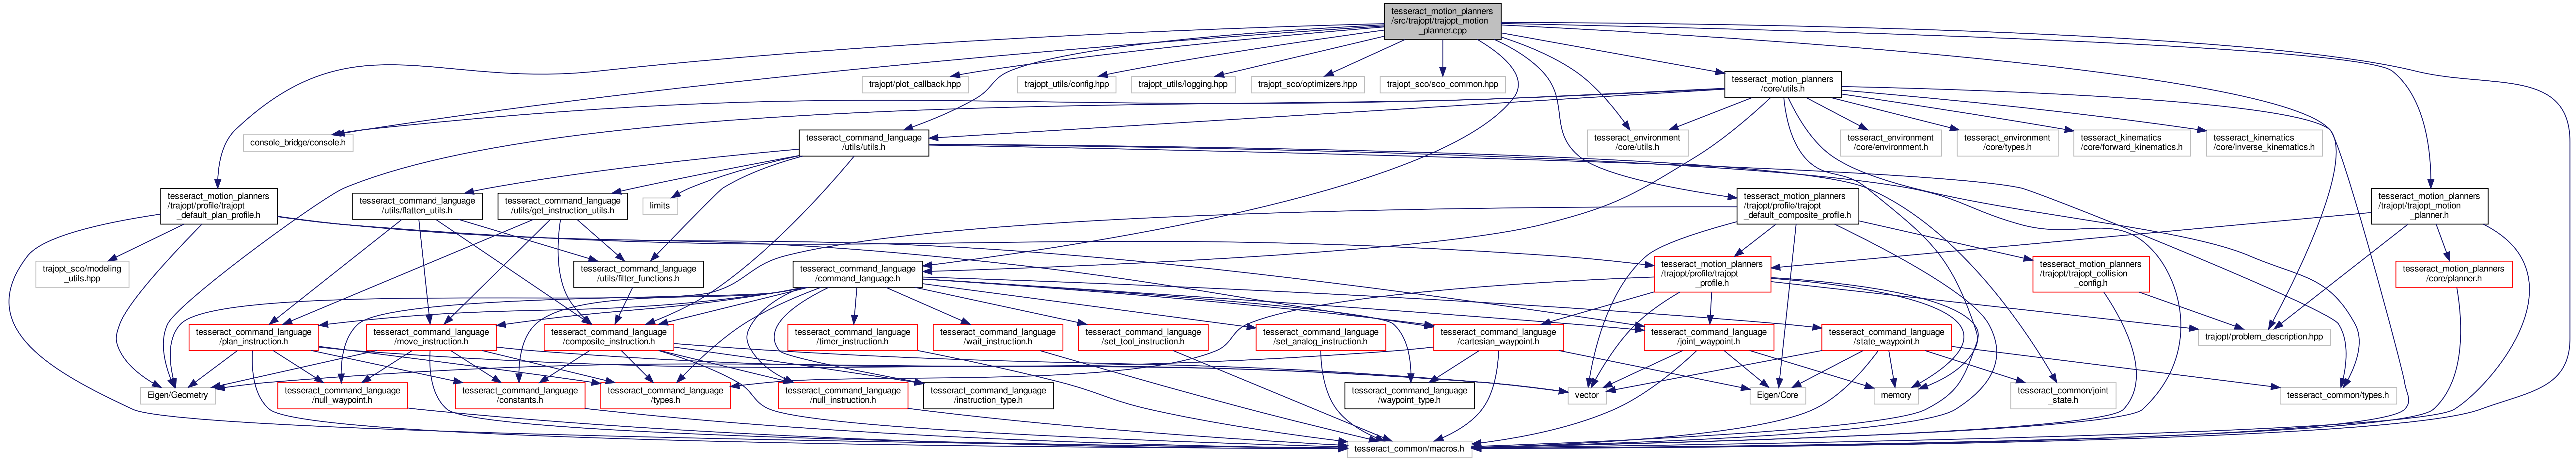 tesseract_motion_planners
/src/trajopt/trajopt_motion
_planner.cpp
trajopt/plot_callback.hpp
trajopt_utils/config.hpp
trajopt_utils/logging.hpp
trajopt_sco/optimizers.hpp
trajopt_sco/sco_common.hpp
tesseract_motion_planners
/core/utils.h
console_bridge/console.h
tesseract_command_language
/utils/utils.h
tesseract_environment
/core/utils.h
tesseract_environment
/core/environment.h
tesseract_environment
/core/types.h
tesseract_kinematics
/core/forward_kinematics.h
tesseract_kinematics
/core/inverse_kinematics.h
tesseract_motion_planners
/trajopt/profile/trajopt
_default_plan_profile.h
tesseract_command_language
/utils/flatten_utils.h
tesseract_command_language
/utils/get_instruction_utils.h
limits
tesseract_motion_planners
/trajopt/profile/trajopt
_default_composite_profile.h
tesseract_motion_planners
/trajopt/trajopt_motion
_planner.h
trajopt_sco/modeling
_utils.hpp
tesseract_command_language
/utils/filter_functions.h
tesseract_command_language
/command_language.h
tesseract_motion_planners
/trajopt/profile/trajopt
_profile.h
tesseract_motion_planners
/trajopt/trajopt_collision
_config.h
tesseract_motion_planners
/core/planner.h
tesseract_command_language
/plan_instruction.h
tesseract_command_language
/move_instruction.h
tesseract_command_language
/composite_instruction.h
tesseract_command_language
/timer_instruction.h
tesseract_command_language
/wait_instruction.h
tesseract_command_language
/set_tool_instruction.h
tesseract_command_language
/set_analog_instruction.h
tesseract_command_language
/cartesian_waypoint.h
tesseract_command_language
/joint_waypoint.h
tesseract_command_language
/state_waypoint.h
trajopt/problem_description.hpp
Eigen/Geometry
tesseract_command_language
/null_waypoint.h
tesseract_command_language
/constants.h
tesseract_command_language
/types.h
tesseract_command_language
/null_instruction.h
tesseract_command_language
/instruction_type.h
tesseract_command_language
/waypoint_type.h
vector
Eigen/Core
memory
tesseract_common/joint
_state.h
tesseract_common/types.h
tesseract_common/macros.h